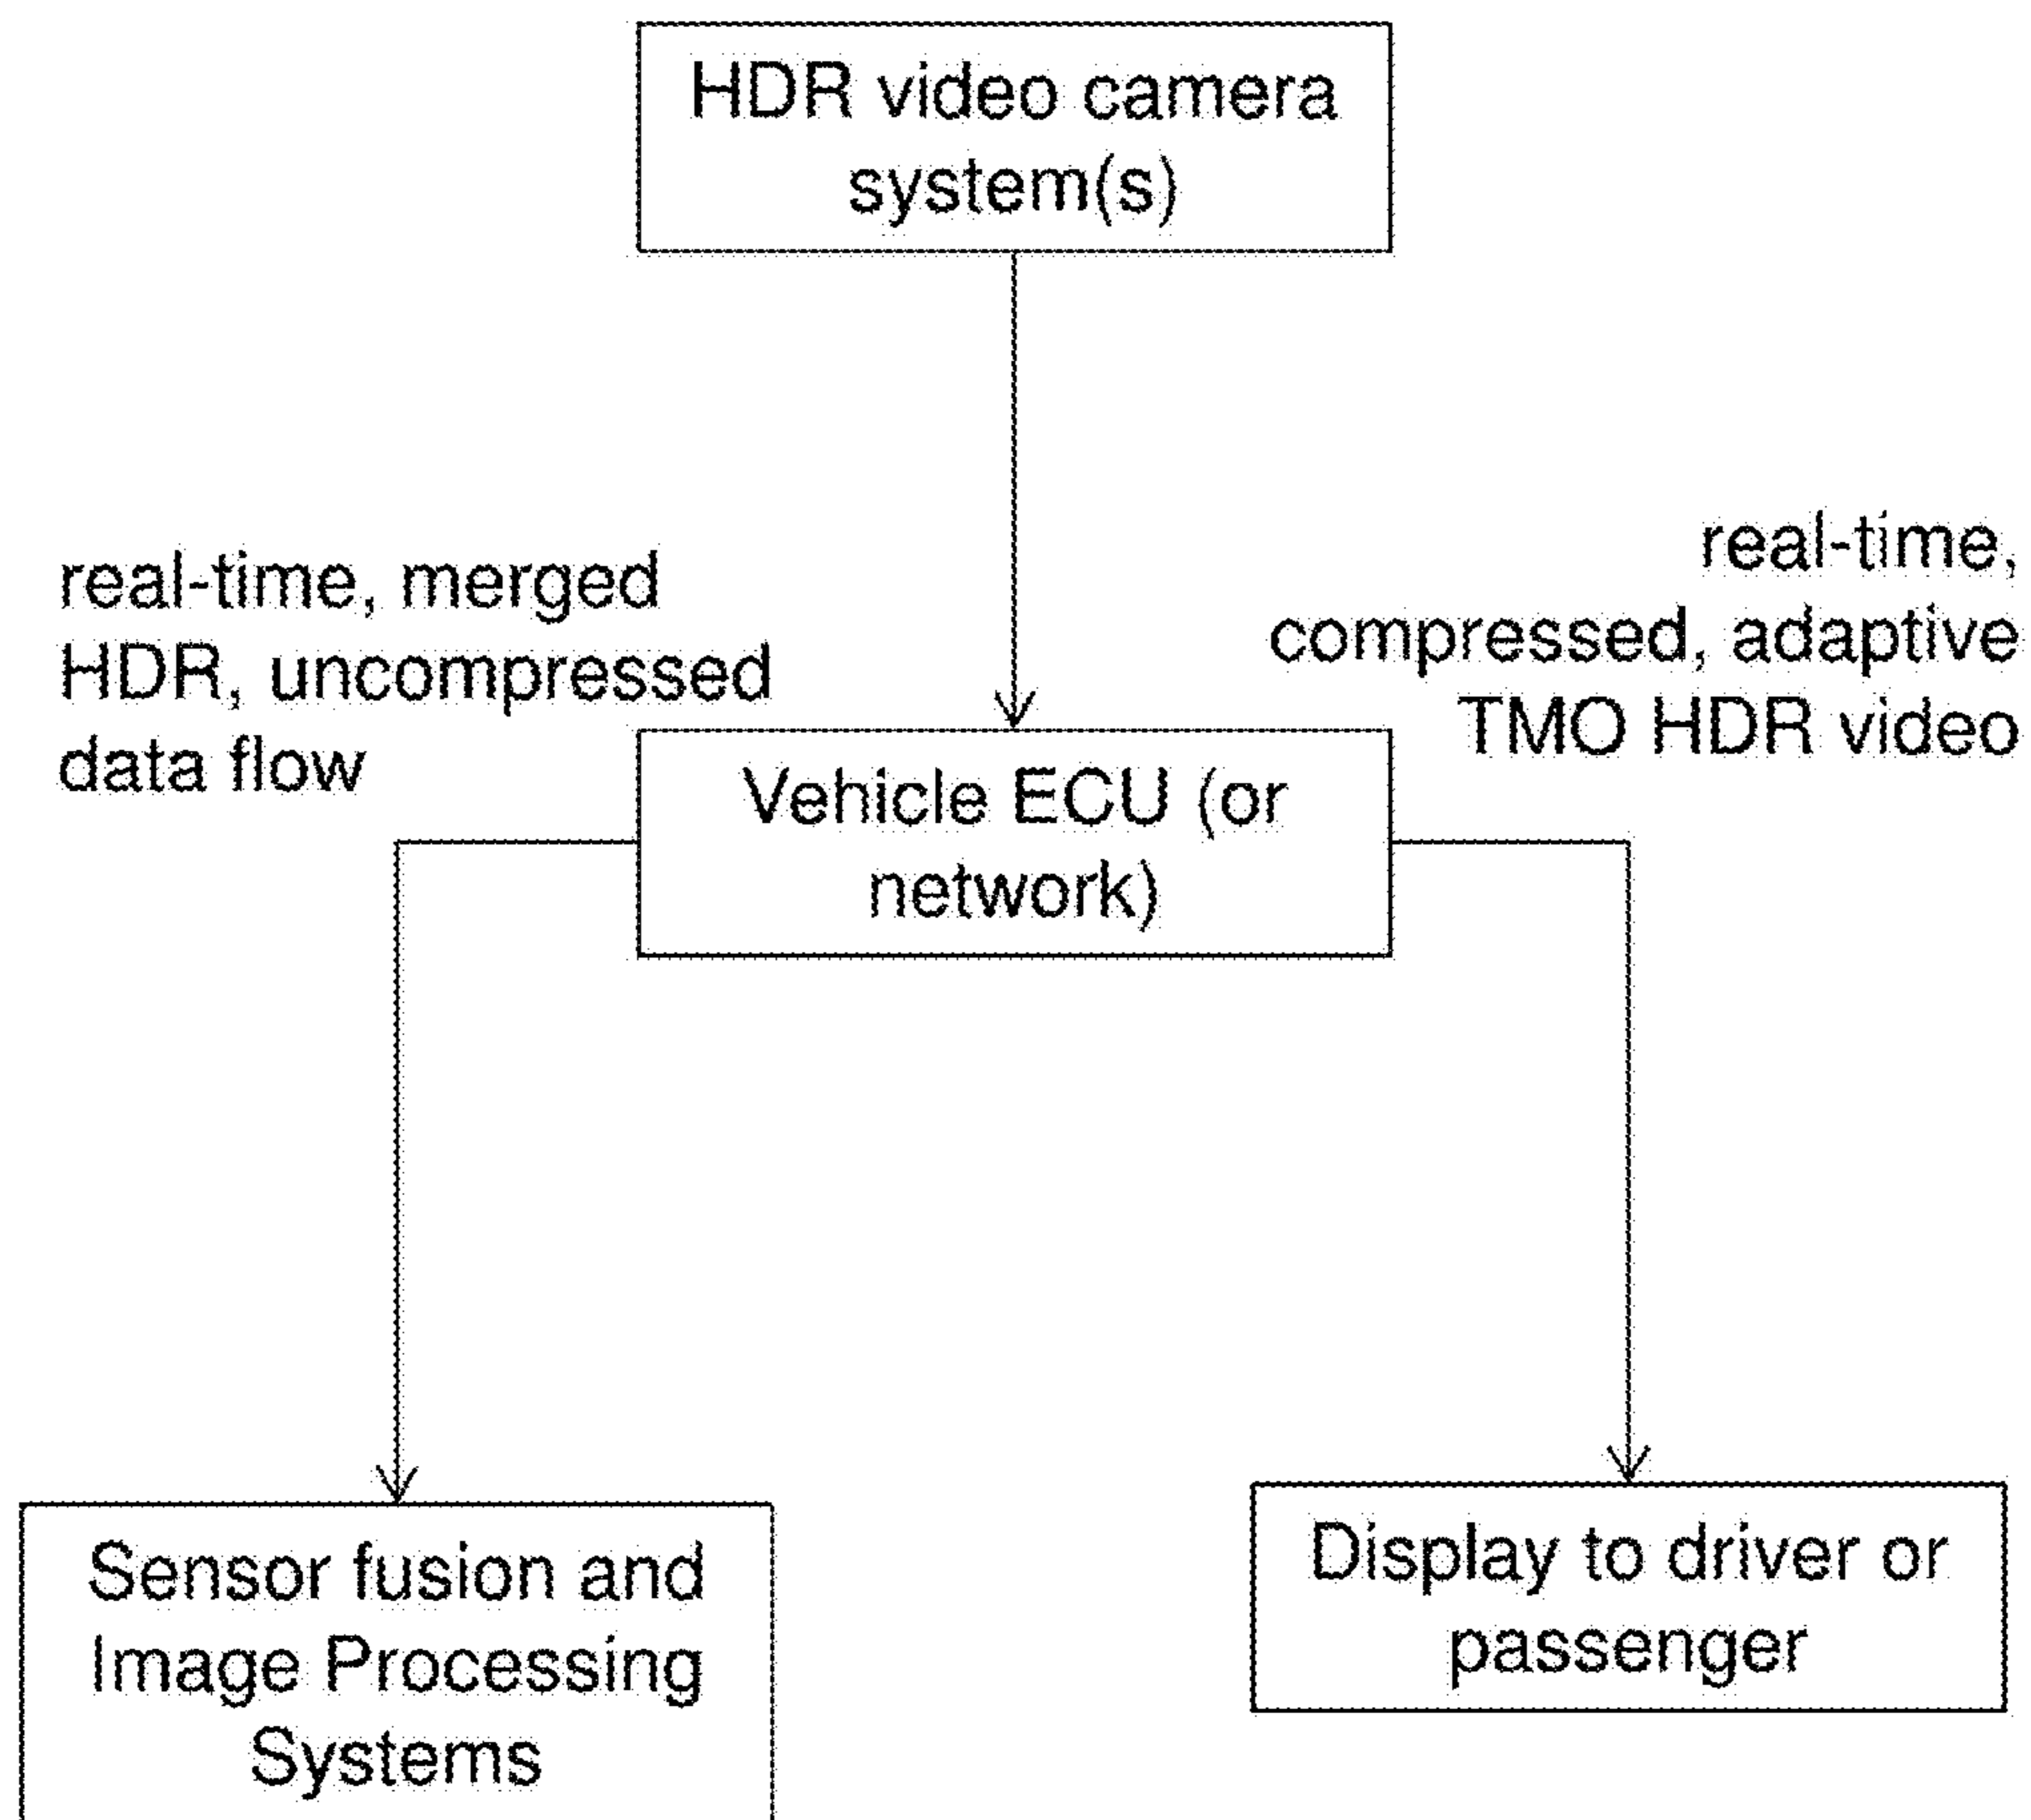 HDR video camera
system(s)
real-time, merged
HDR, uncompressed
data flow
real-time,
compressed, adaptive
TMO HDR video
Vehicle ECU (or
network)
Sensor fusion and
Image Processing
Systems
Display to driver or
passenger